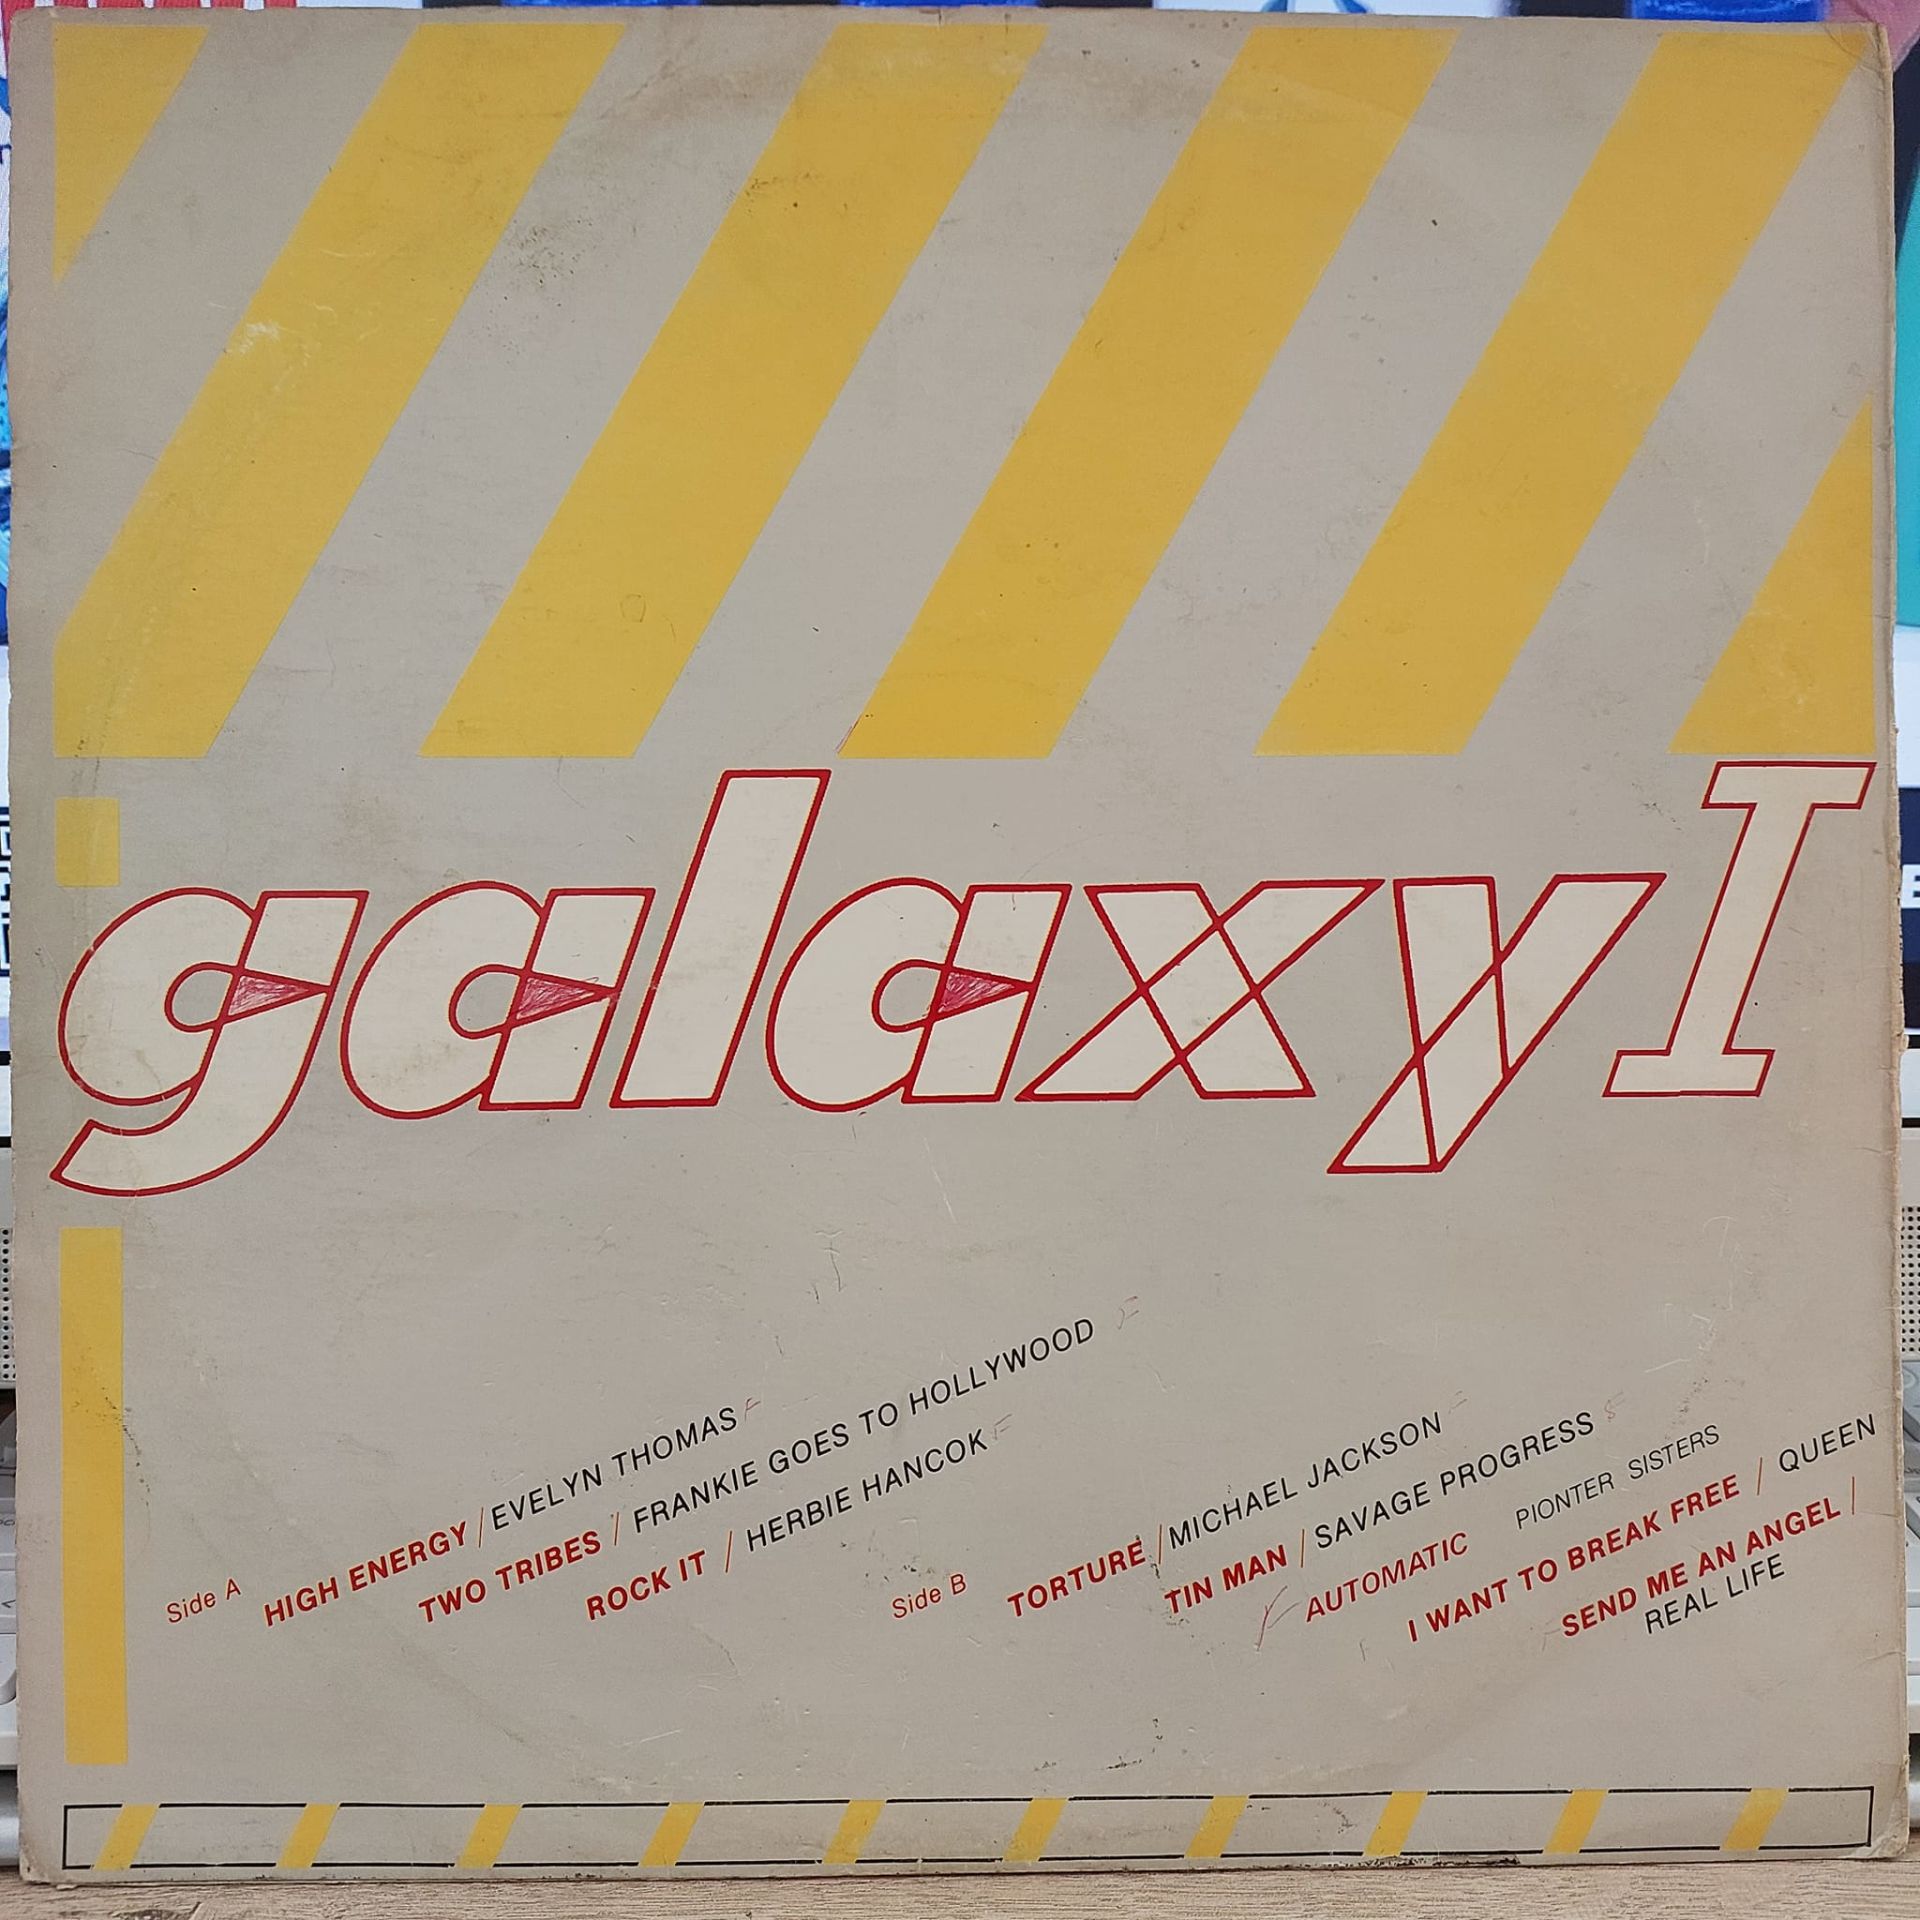 galaxy I
Side A
HIGH ENERGY / EVELYN THOMAS F
TWO TRIBES / FRANKIE GOES TO HOLLYWOOD F
ROCK IT / HERBIE HANCOK F
Side B
TORTURE / MICHAEL JACKSON F
TIN MAN / SAVAGE PROGRESS F
F AUTOMATIC PIONTER SISTERS
F I WANT TO BREAK FREE / QUEEN
F SEND ME AN ANGEL /
REAL LIFE